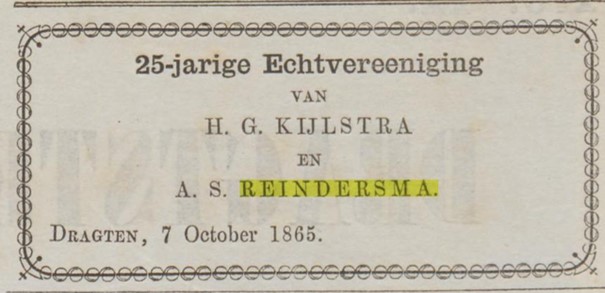 25-jarige Echtvereeniging
VAN
H. G. KIJLSTRA
EN
A. S. REINDERSMA.
DRAGTEN, 7 October 1865.